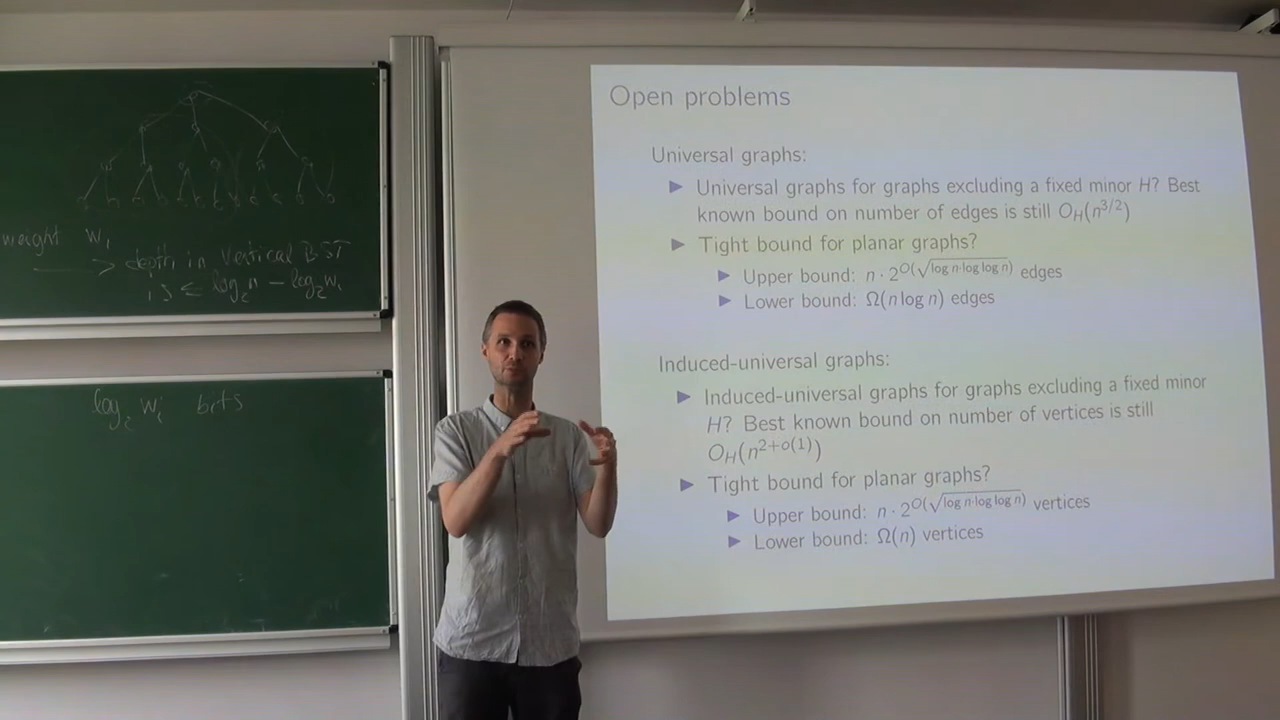 weight w_i
→ depth in vertical BST
is ≤ log₂n − log₂w_i
log₂ w_i bits
Open problems
Universal graphs:
▶ Universal graphs for graphs excluding a fixed minor H? Best
known bound on number of edges is still O_H(n^{3/2})
▶ Tight bound for planar graphs?
▶ Upper bound: n · 2^{O(√(log n·log log n))} edges
▶ Lower bound: Ω(n log n) edges
Induced-universal graphs:
▶ Induced-universal graphs for graphs excluding a fixed minor
H? Best known bound on number of vertices is still
O_H(n^{2+o(1)})
▶ Tight bound for planar graphs?
▶ Upper bound: n · 2^{O(√(log n·log log n))} vertices
▶ Lower bound: Ω(n) vertices